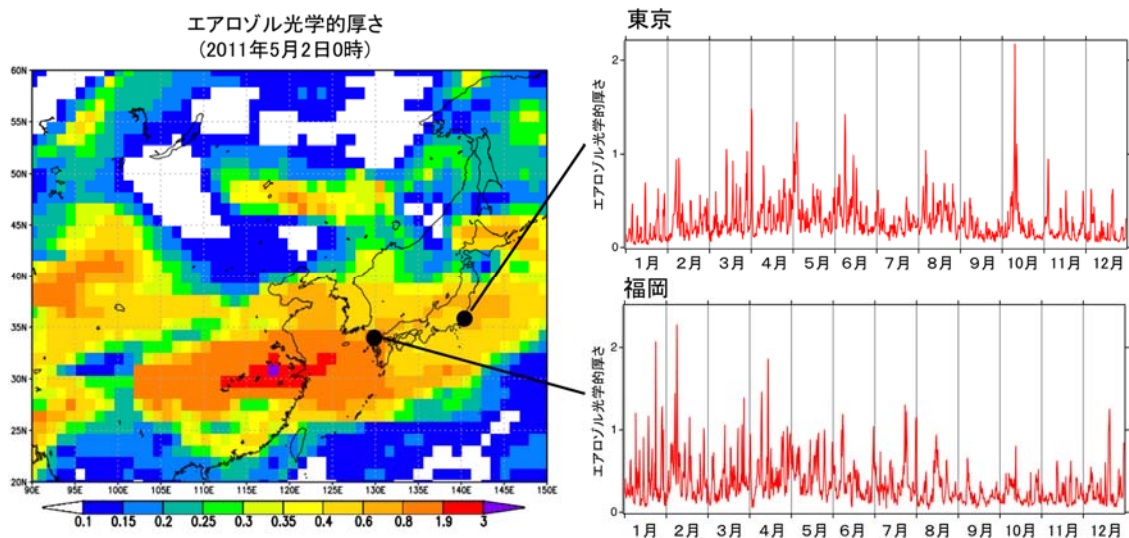 エアロゾル光学的厚さ
(2011年5月2日0時)
60N
55N
50N
45N
40N
35N
30N
25N
20N
90E 95E 100E 105E 110E 115E 120E 125E 130E 135E 140E 145E 150E
0.1 0.15 0.2 0.25 0.3 0.35 0.4 0.6 0.8 1.9 3
東京
エアロゾル光学的厚さ
2
1
0
1月 2月 3月 4月 5月 6月 7月 8月 9月 10月 11月 12月
福岡
エアロゾル光学的厚さ
2
1
0
1月 2月 3月 4月 5月 6月 7月 8月 9月 10月 11月 12月